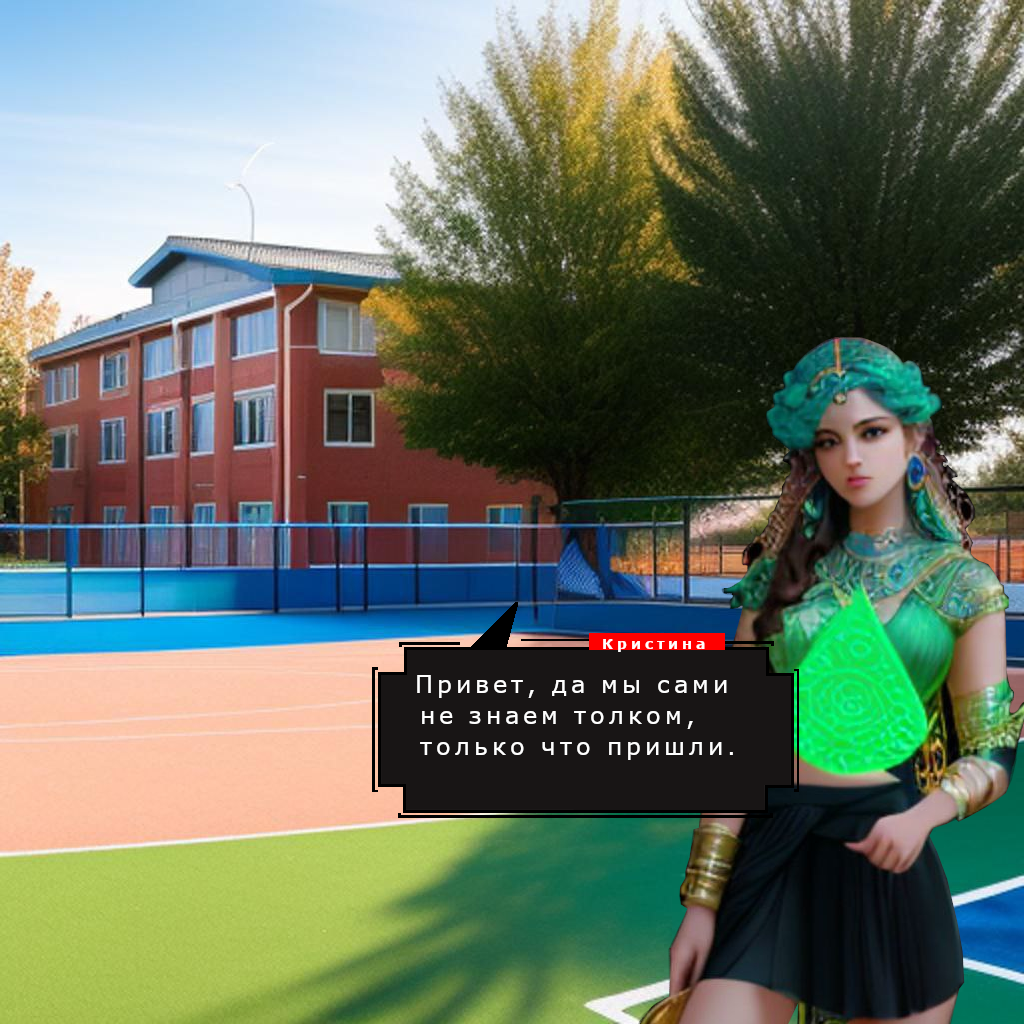 Кристина
Привет, да мы сами
не знаем толком,
только что пришли.